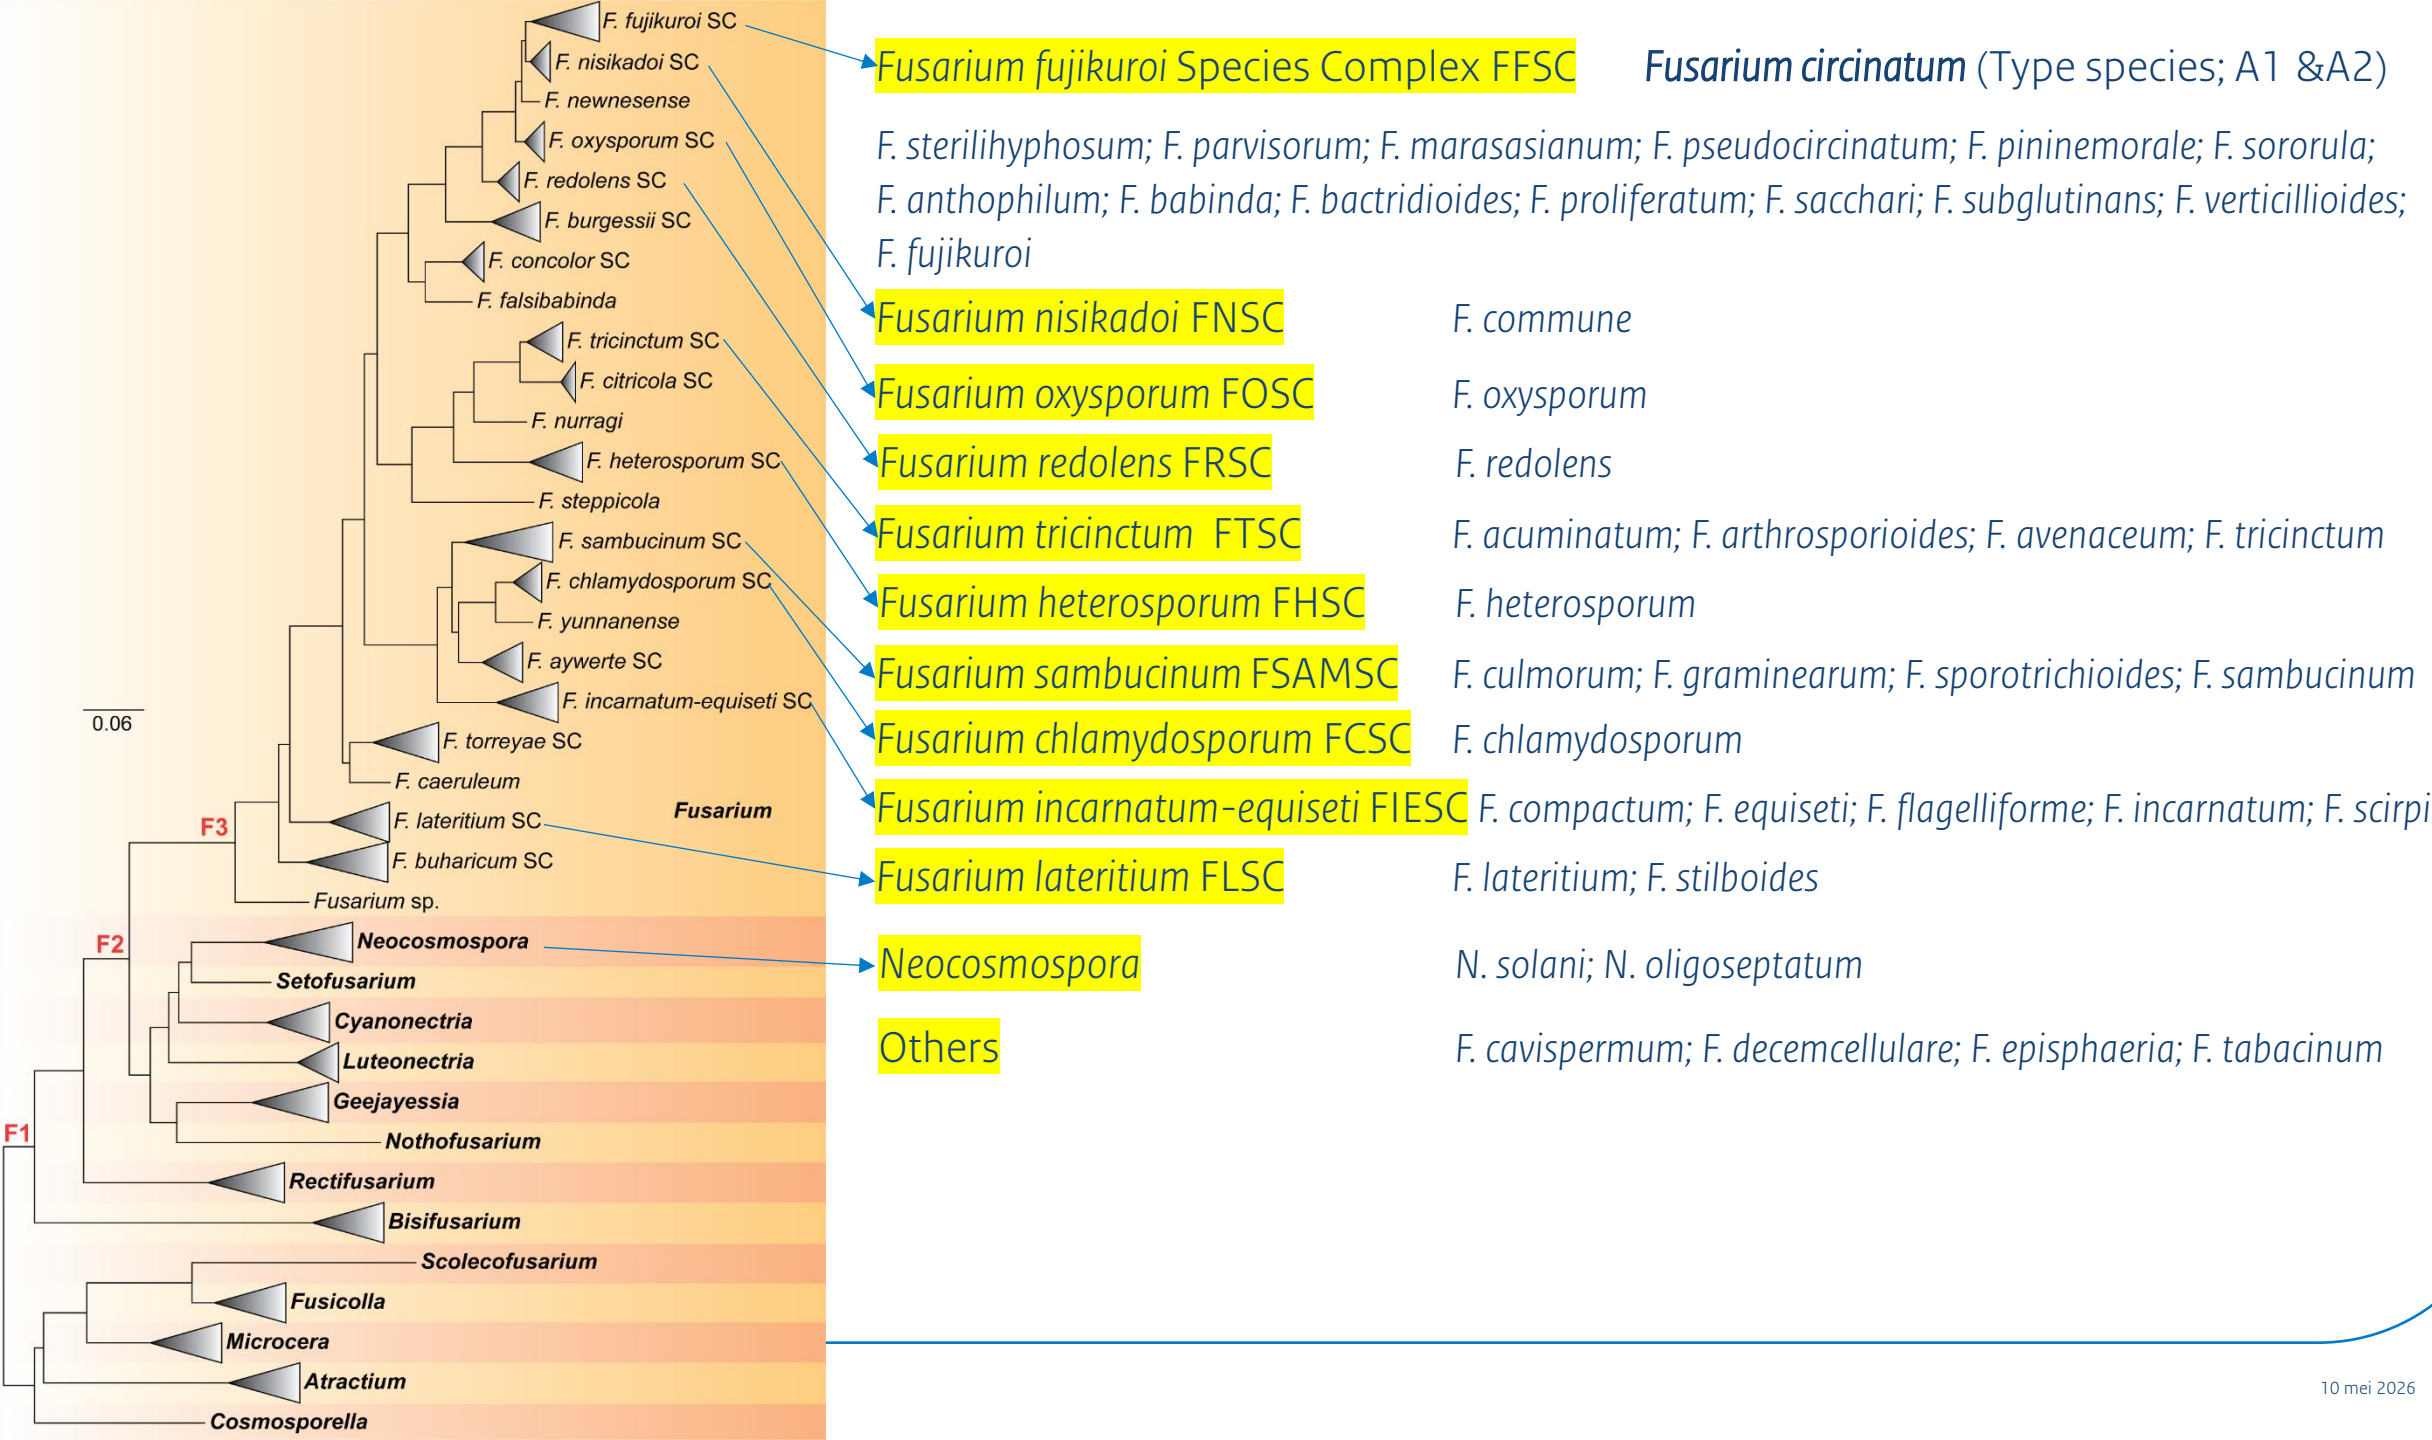 F. fujikuroi SC
F. nisikadoi SC
F. newnesense
F. oxysporum SC
F. redolens SC
F. burgessii SC
F. concolor SC
F. falsibabinda
F. tricinctum SC
F. citricola SC
F. nurragi
F. heterosporum SC
F. steppicola
F. sambucinum SC
F. chlamydosporum SC
F. yunnanense
F. aywerte SC
F. incarnatum-equiseti SC
0.06
F. torreyae SC
F. caeruleum
Fusarium
F. lateritium SC
F3
F. buharicum SC
Fusarium sp.
F2
Neocosmospora
Setofusarium
Cyanonectria
Luteonectria
Geejayessia
F1
Nothofusarium
Rectifusarium
Bisifusarium
Scolecofusarium
Fusicolla
Microcera
Atractium
Cosmosporella
Fusarium fujikuroi Species Complex FFSC Fusarium circinatum (Type species; A1 &A2)
F. sterilihyphosum; F. parvisorum; F. marasasianum; F. pseudocircinatum; F. pininemorale; F. sororula;
F. anthophilum; F. babinda; F. bactridioides; F. proliferatum; F. sacchari; F. subglutinans; F. verticillioides;
F. fujikuroi
Fusarium nisikadoi FNSC F. commune
Fusarium oxysporum FOSC F. oxysporum
Fusarium redolens FRSC F. redolens
Fusarium tricinctum FTSC F. acuminatum; F. arthrosporioides; F. avenaceum; F. tricinctum
Fusarium heterosporum FHSC F. heterosporum
Fusarium sambucinum FSAMSC F. culmorum; F. graminearum; F. sporotrichioides; F. sambucinum
Fusarium chlamydosporum FCSC F. chlamydosporum
Fusarium incarnatum-equiseti FIESC F. compactum; F. equiseti; F. flagelliforme; F. incarnatum; F. scirpi
Fusarium lateritium FLSC F. lateritium; F. stilboides
Neocosmospora N. solani; N. oligoseptatum
Others F. cavispermum; F. decemcellulare; F. episphaeria; F. tabacinum
10 mei 2026